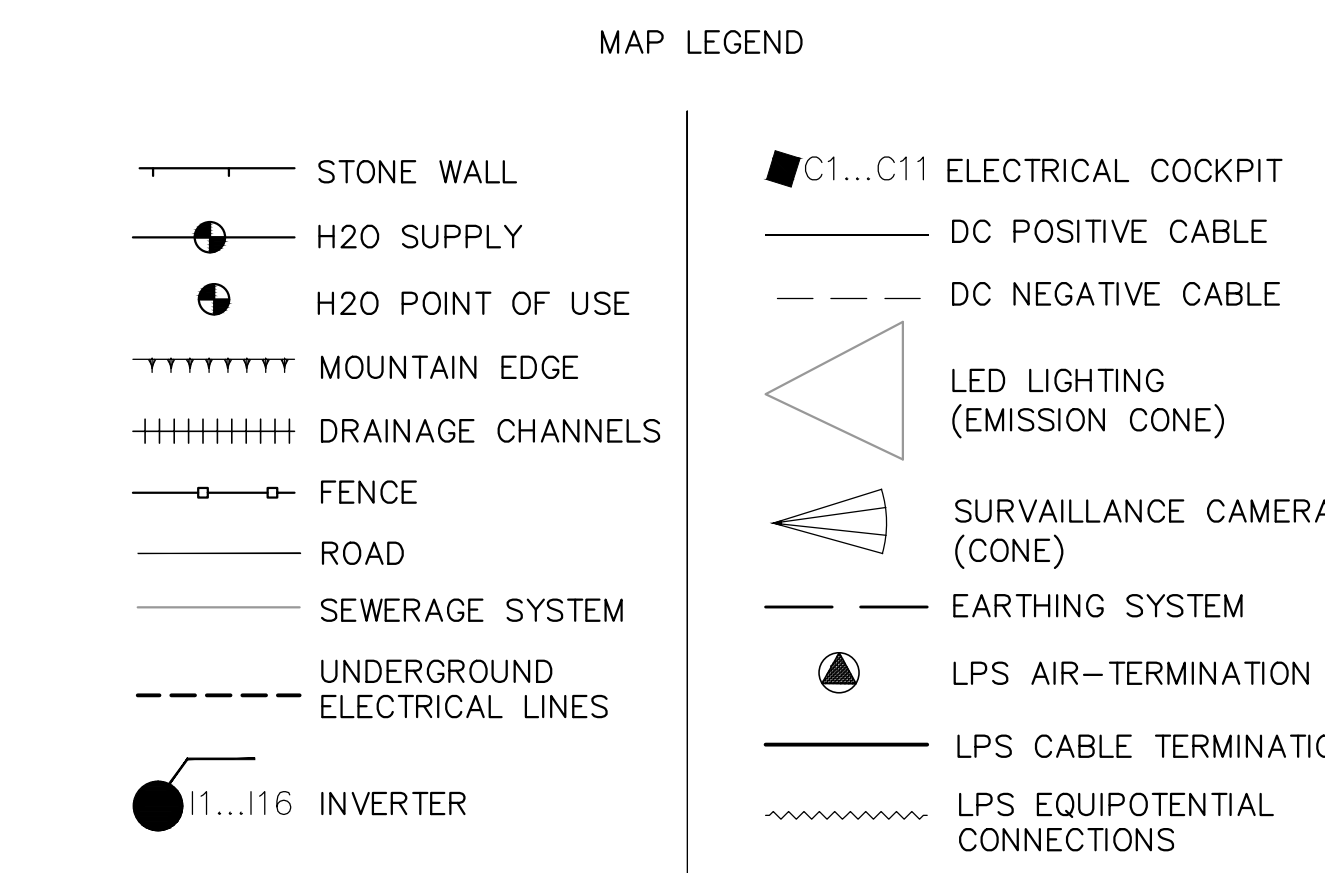 MAP LEGEND
STONE WALL
H2O SUPPLY
H2O POINT OF USE
MOUNTAIN EDGE
DRAINAGE CHANNELS
FENCE
ROAD
SEWERAGE SYSTEM
UNDERGROUND
ELECTRICAL LINES
I1...I16 INVERTER
C1...C11 ELECTRICAL COCKPIT
DC POSITIVE CABLE
DC NEGATIVE CABLE
LED LIGHTING
(EMISSION CONE)
SURVAILLANCE CAMERA
(CONE)
EARTHING SYSTEM
LPS AIR-TERMINATION
LPS CABLE
LPS EQUIPOTENTIAL
CONNECTIONS